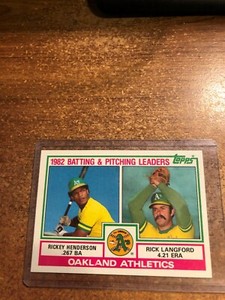 Topps
1982 BATTING & PITCHING LEADERS
RICKEY HENDERSON
.267 BA
A's
RICK LANGFORD
4.21 ERA
OAKLAND ATHLETICS